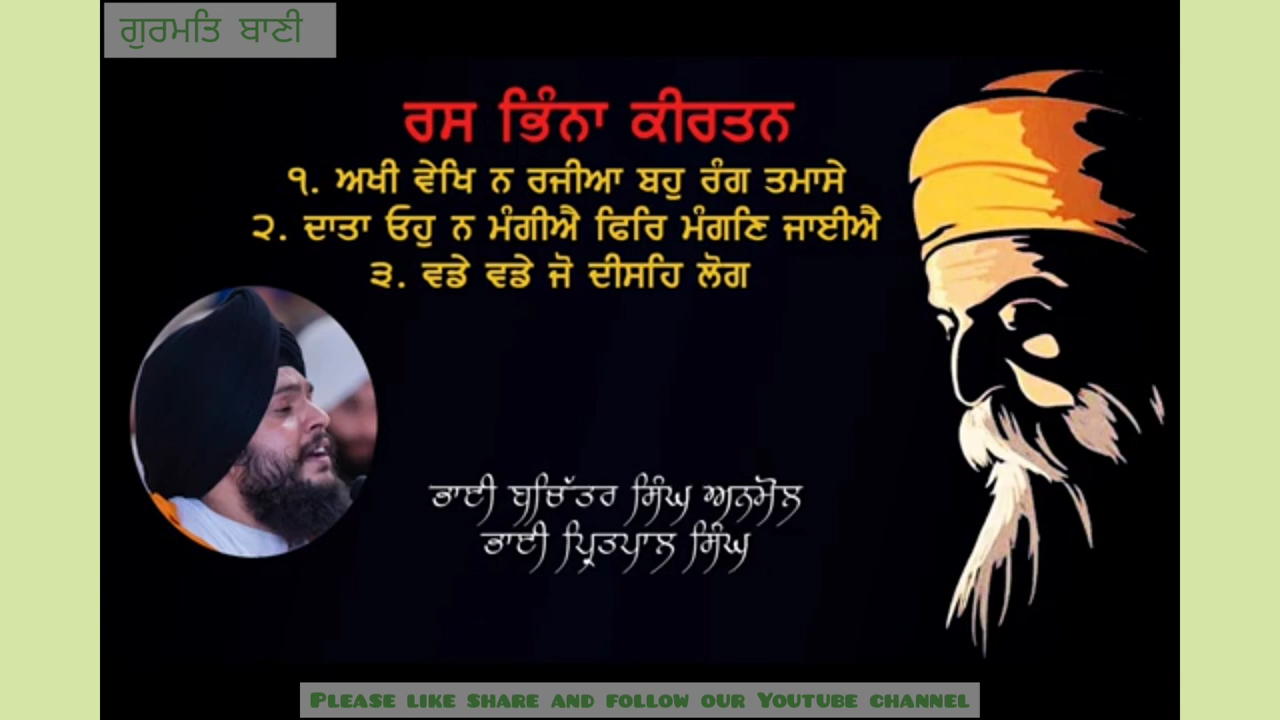 ਗੁਰਮਤਿ ਬਾਣੀ
ਰਸ ਭਿੰਨਾ ਕੀਰਤਨ
੧. ਅਖੀ ਵੇਖਿ ਨ ਰਜੀਆ ਬਹੁ ਰੰਗ ਤਮਾਸੇ
੨. ਦਾਤਾ ਓਹੁ ਨ ਮੰਗੀਐ ਫਿਰਿ ਮੰਗਣਿ ਜਾਈਐ
੩. ਵਡੇ ਵਡੇ ਜੋ ਦੀਸਹਿ ਲੋਗ
ਭਾਈ ਬਚਿੱਤਰ ਸਿੰਘ ਅਨਮੋਲ
ਭਾਈ ਪ੍ਰਿਤਪਾਲ ਸਿੰਘ
Please like share and follow our Youtube channel